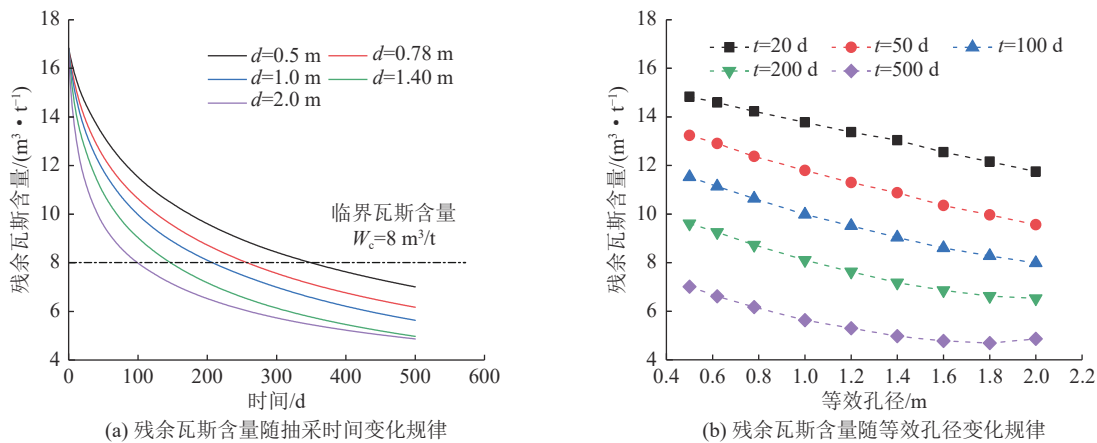 18
16
14
12
10
8
6
4
残余瓦斯含量/(m³·t⁻¹)
d=0.5 m
d=0.78 m
d=1.0 m
d=1.40 m
d=2.0 m
临界瓦斯含量
W_c=8 m³/t
0 100 200 300 400 500 600
时间/d
(a) 残余瓦斯含量随抽采时间变化规律
18
16
14
12
10
8
6
4
残余瓦斯含量/(m³·t⁻¹)
t=20 d t=50 d t=100 d
t=200 d t=500 d
0.4 0.6 0.8 1.0 1.2 1.4 1.6 1.8 2.0 2.2
等效孔径/m
(b) 残余瓦斯含量随等效孔径变化规律